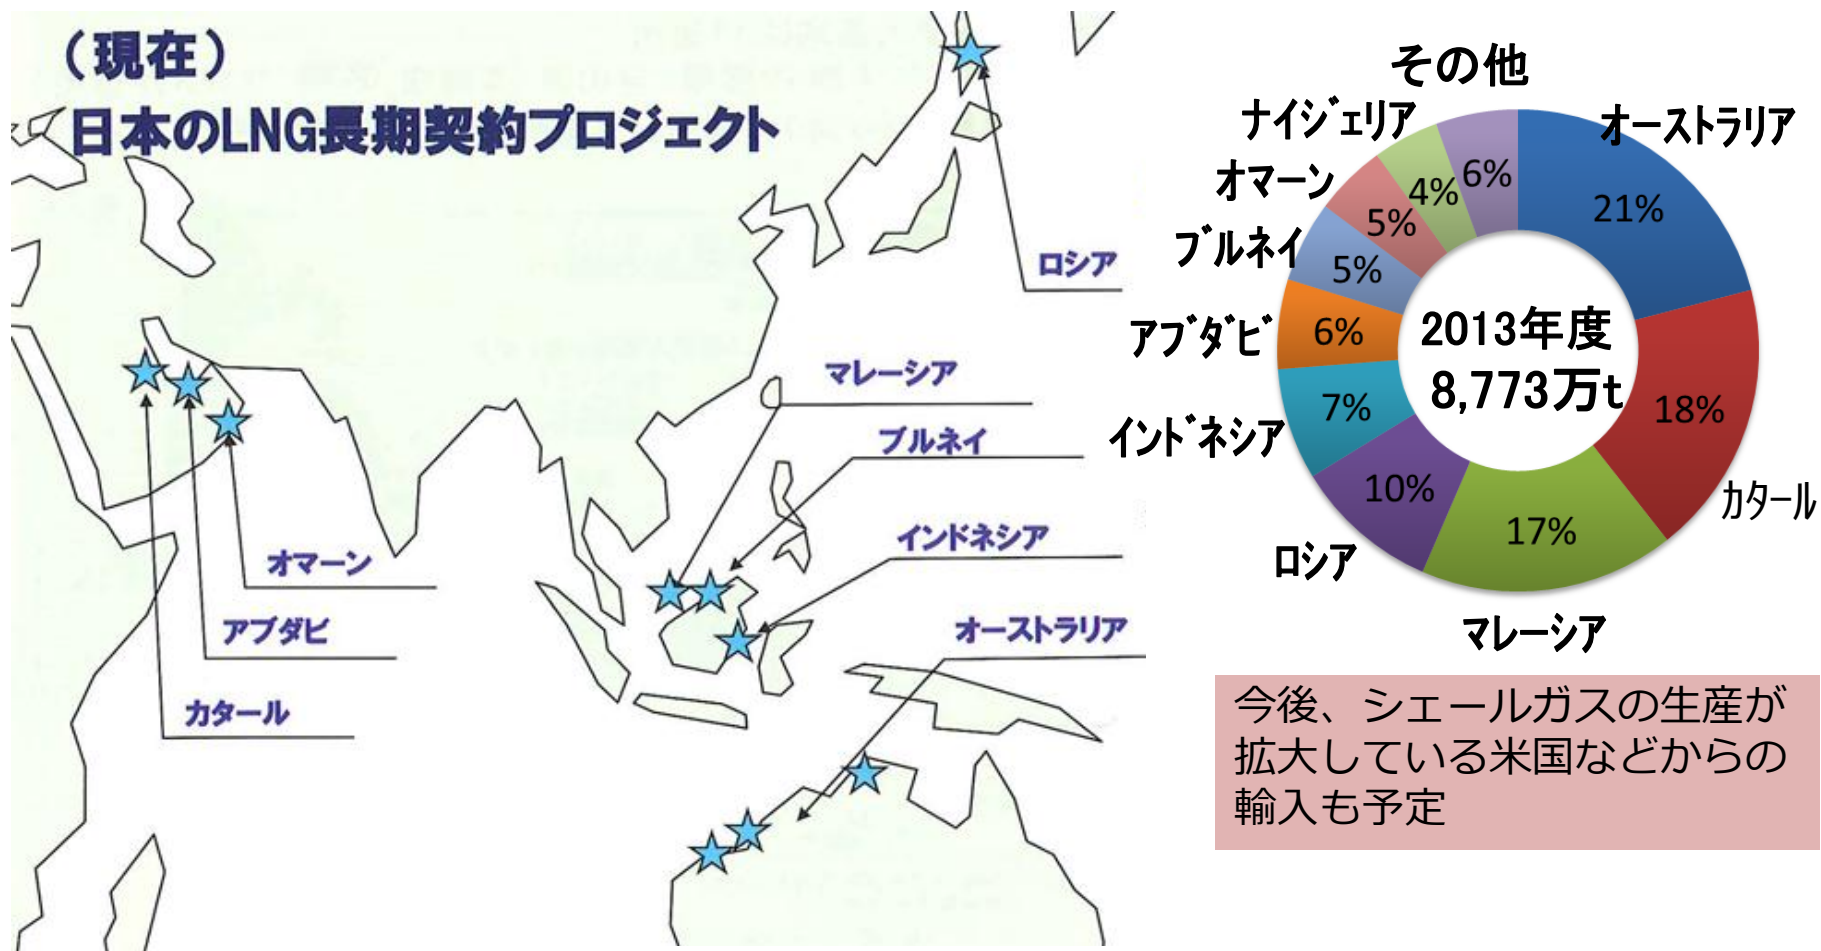 （現在）
日本のLNG長期契約プロジェクト
ロシア
マレーシア
ブルネイ
インドネシア
オーストラリア
オマーン
アブダビ
カタール
その他
ナイジェリア
オマーン
ブルネイ
アブダビ
インドネシア
ロシア
マレーシア
カタール
オーストラリア
21%
18%
17%
10%
7%
6%
5%
5%
4%
6%
2013年度
8,773万t
今後、シェールガスの生産が
拡大している米国などからの
輸入も予定